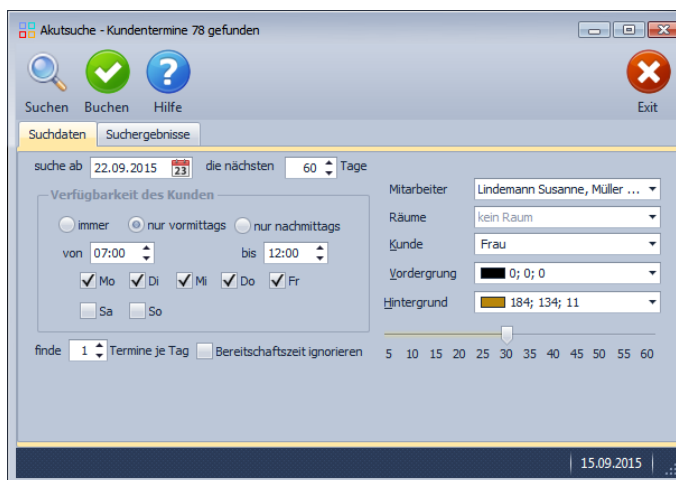 Akutsuche - Kundentermine 78 gefunden
Suchen Buchen Hilfe Exit
Suchdaten Suchergebnisse
suche ab 22.09.2015 23 die nächsten 60 Tage
Verfügbarkeit des Kunden
immer nur vormittags nur nachmittags
von 07:00 bis 12:00
Mo Di Mi Do Fr
Sa So
finde 1 Termine je Tag Bereitschaftszeit ignorieren
Mitarbeiter Lindemann Susanne, Müller ...
Räume kein Raum
Kunde Frau
Vordergrung 0; 0; 0
Hintergrund 184; 134; 11
5 10 15 20 25 30 35 40 45 50 55 60
15.09.2015